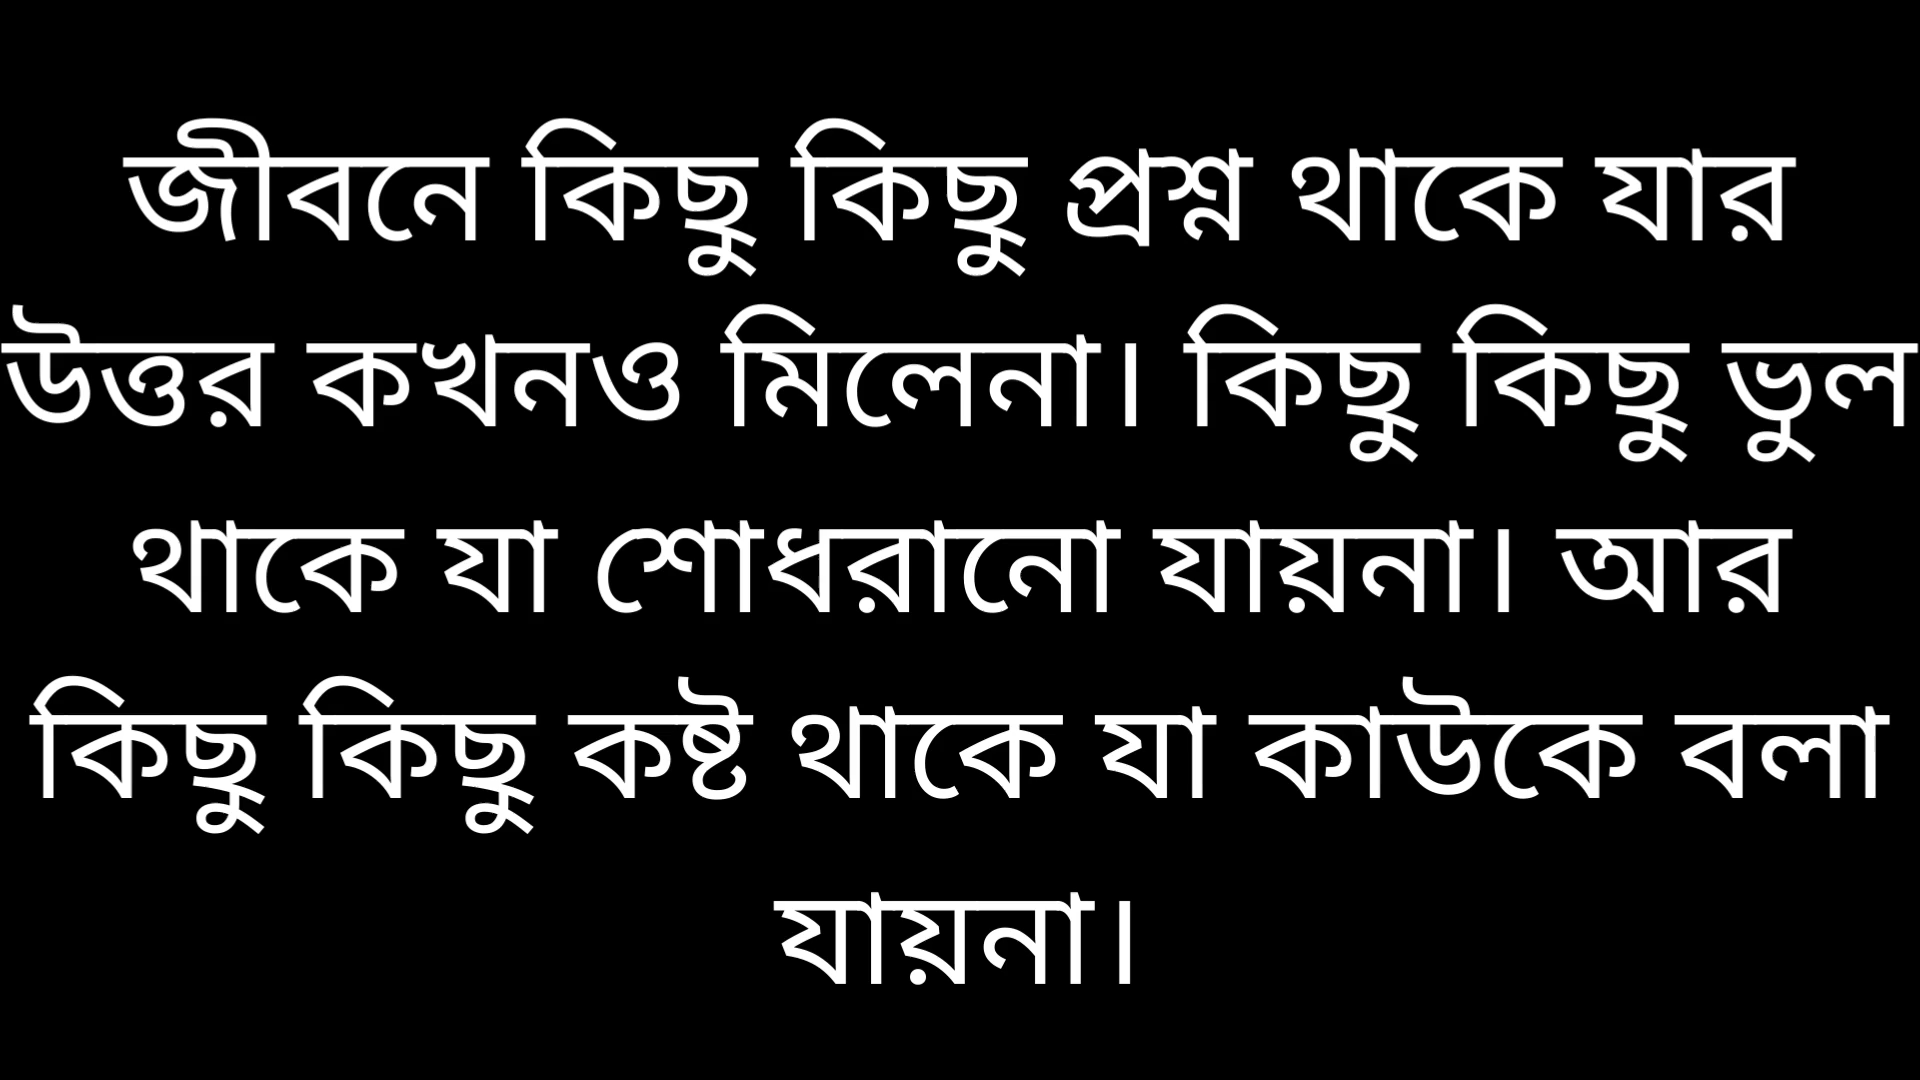 জীবনে কিছু কিছু প্রশ্ন থাকে যার
উত্তর কখনও মিলেনা। কিছু কিছু ভুল
থাকে যা শোধরানো যায়না। আর
কিছু কিছু কষ্ট থাকে যা কাউকে বলা
যায়না।